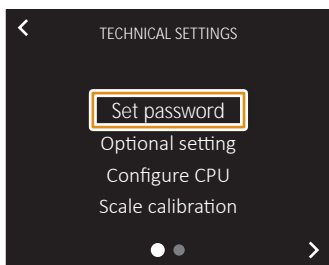 TECHNICAL SETTINGS
Set password
Optional setting
Configure CPU
Scale calibration